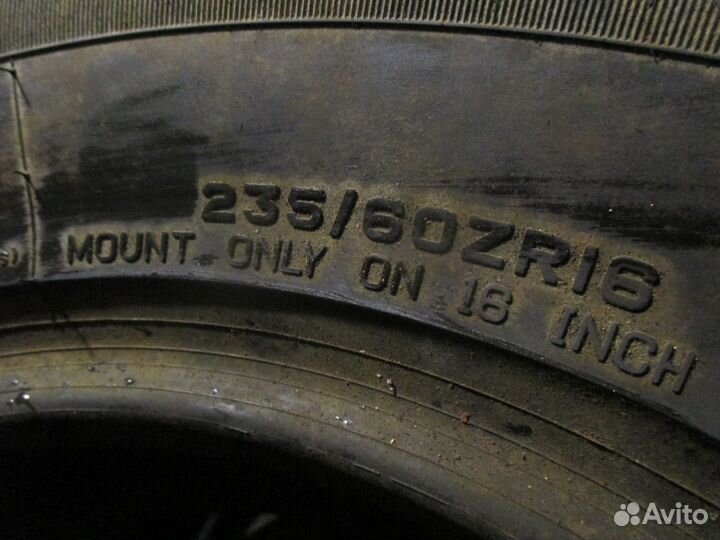 235/60ZR16
MOUNT ONLY ON 16 INCH
Avito